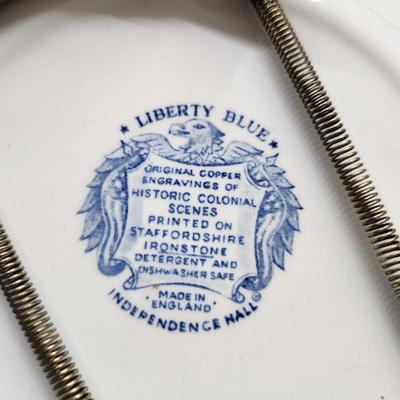 ★ LIBERTY BLUE ★
ORIGINAL COPPER
ENGRAVINGS OF
HISTORIC COLONIAL
SCENES
PRINTED ON
STAFFORDSHIRE
IRONSTONE
DETERGENT AND
DISHWASHER SAFE
· MADE IN ·
ENGLAND
INDEPENDENCE HALL®